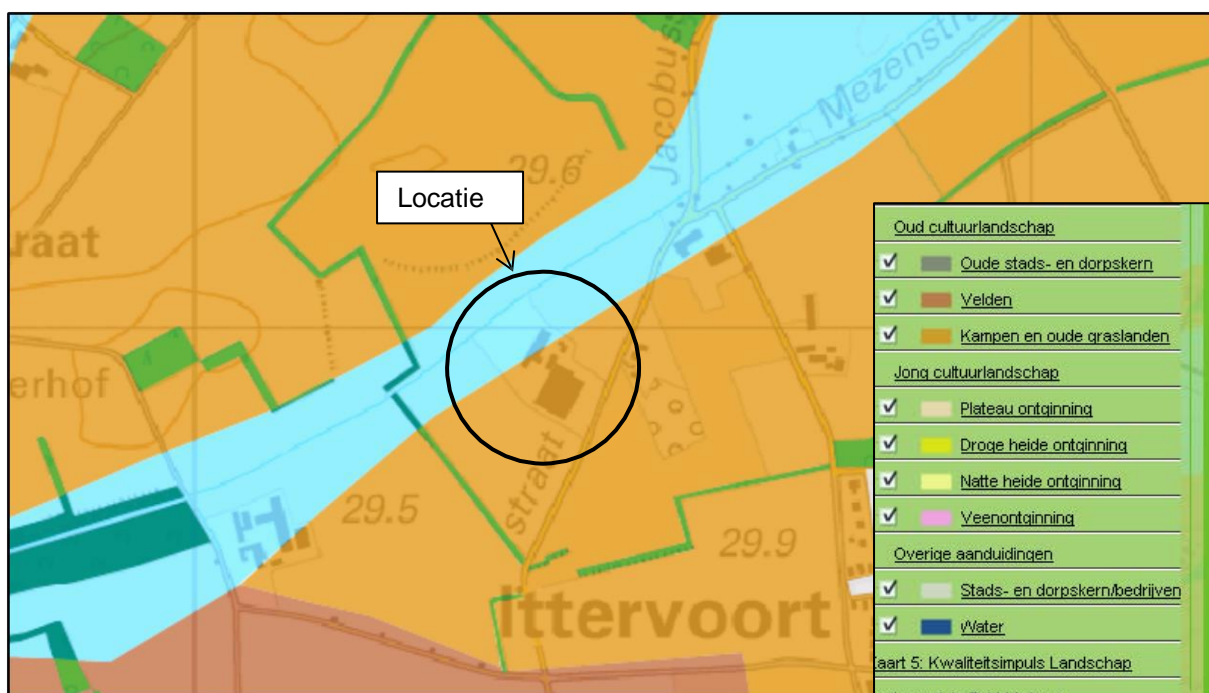 Jacobuss
Mezenstra
29.6
Locatie
raat
erhof
29.5
straat
29.9
Ittervoort
Oud cultuurlandschap
Oude stads- en dorpskern
Velden
Kampen en oude graslanden
Jong cultuurlandschap
Plateau ontginning
Droge heide ontginning
Natte heide ontginning
Veenontginning
Overige aanduidingen
Stads- en dorpskern/bedrijven
Water
aart 5: Kwaliteitsimpuls Landschap